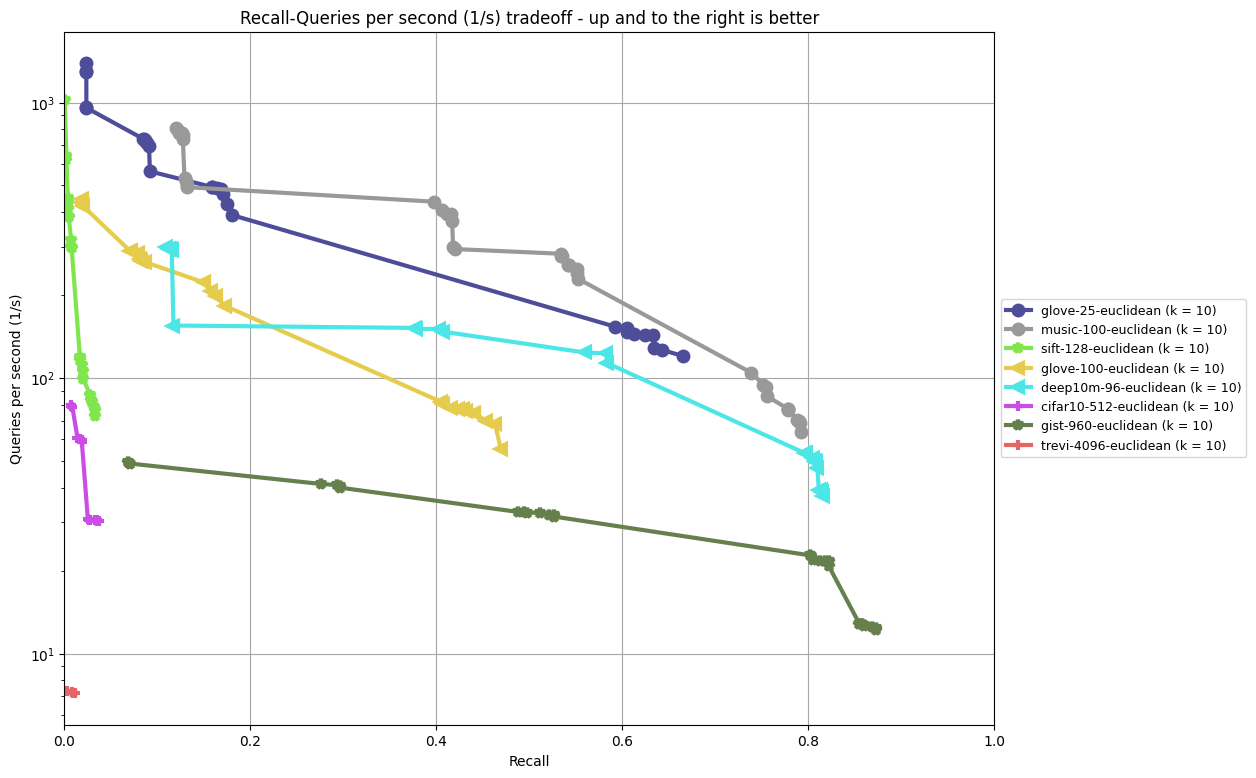 Recall-Queries per second (1/s) tradeoff - up and to the right is better
Queries per second (1/s)
10³
10²
10¹
0.0 0.2 0.4 0.6 0.8 1.0
Recall
glove-25-euclidean (k = 10)
music-100-euclidean (k = 10)
sift-128-euclidean (k = 10)
glove-100-euclidean (k = 10)
deep10m-96-euclidean (k = 10)
cifar10-512-euclidean (k = 10)
gist-960-euclidean (k = 10)
trevi-4096-euclidean (k = 10)